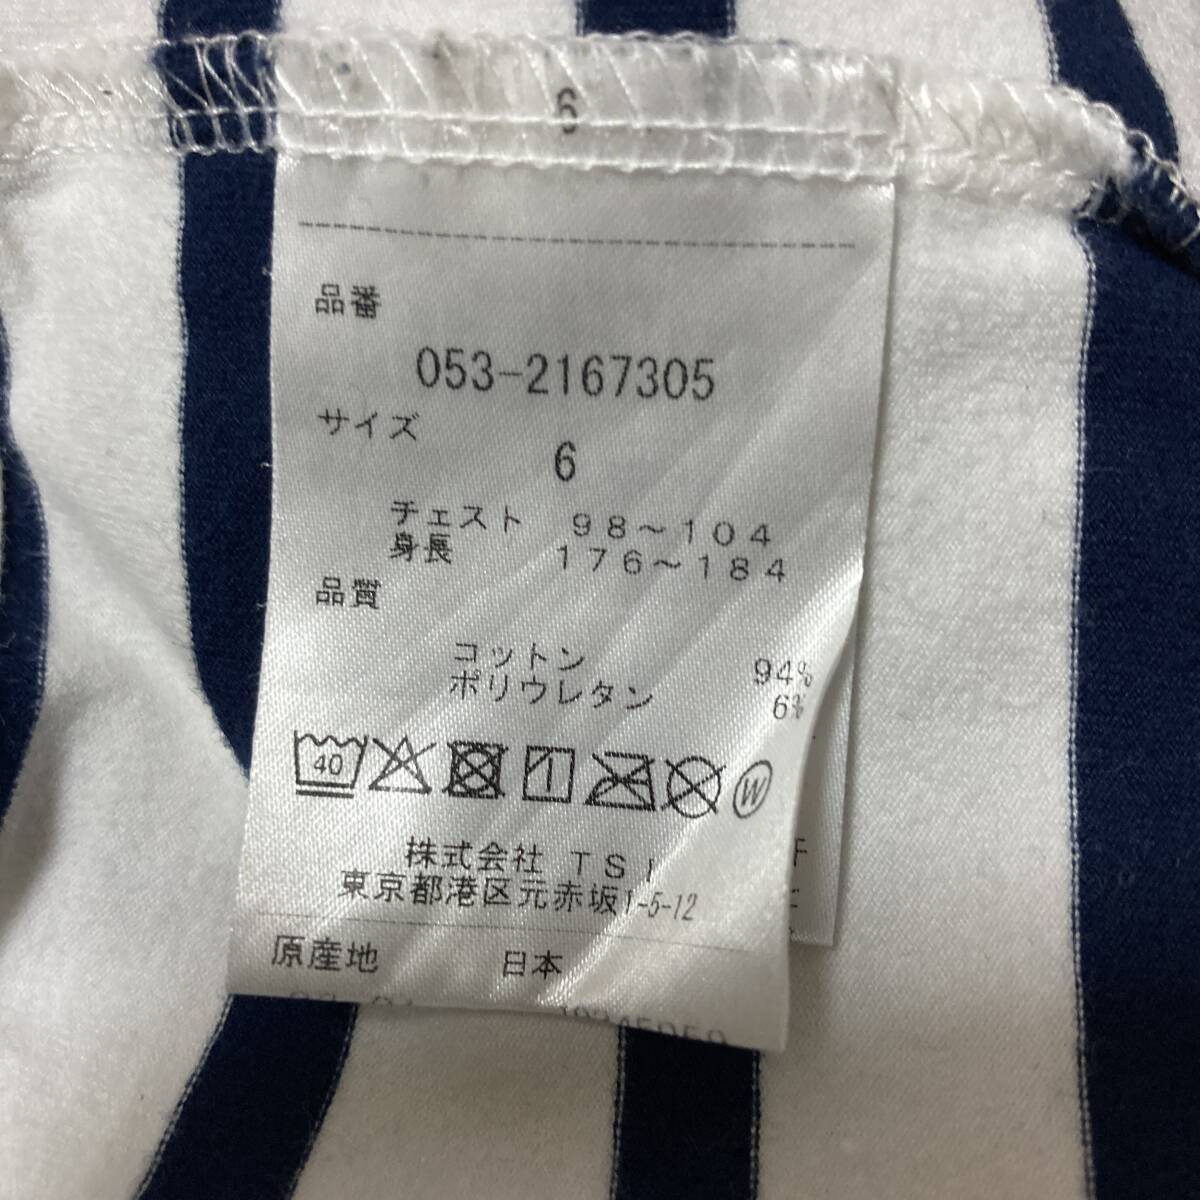 6
品番
053-2167305
サイズ
6
チェスト 98~104
身長 176~184
品質
コットン 94%
ポリウレタン 6%
40
W
株式会社 TSI
東京都港区元赤坂1-5-12
原産地 日本